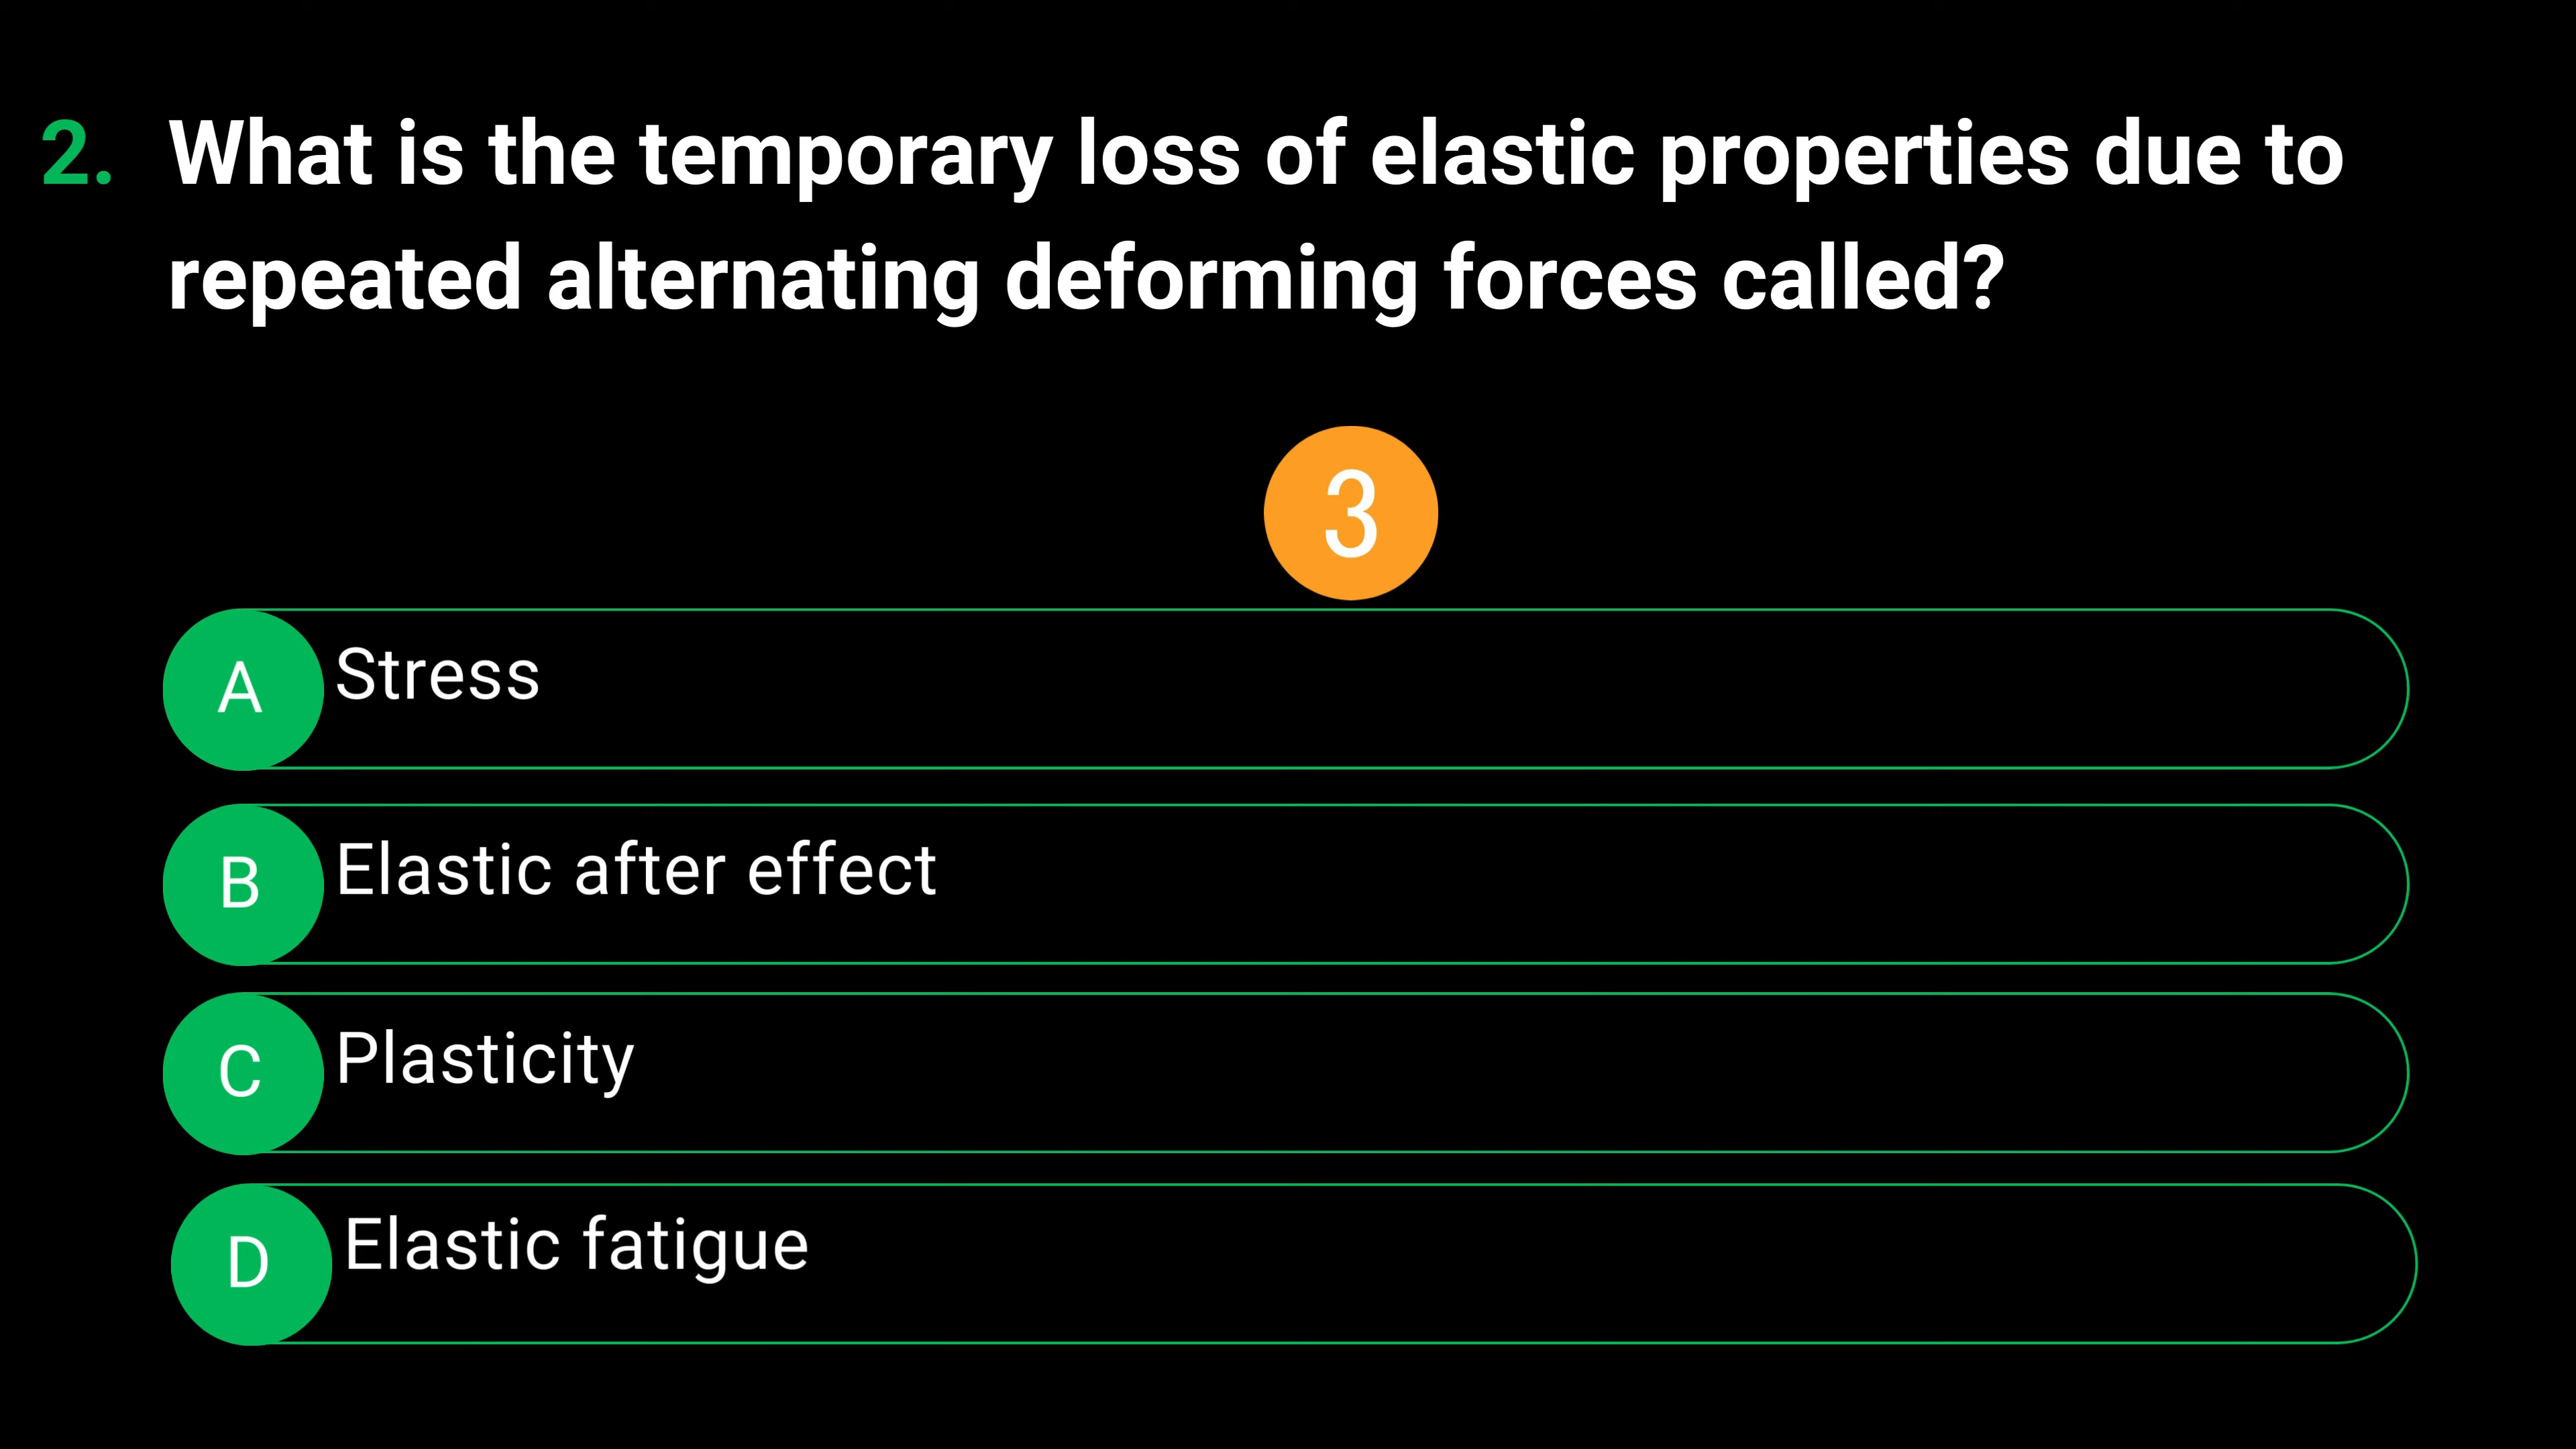 2. What is the temporary loss of elastic properties due to
repeated alternating deforming forces called?
3
A Stress
B Elastic after effect
C Plasticity
D Elastic fatigue